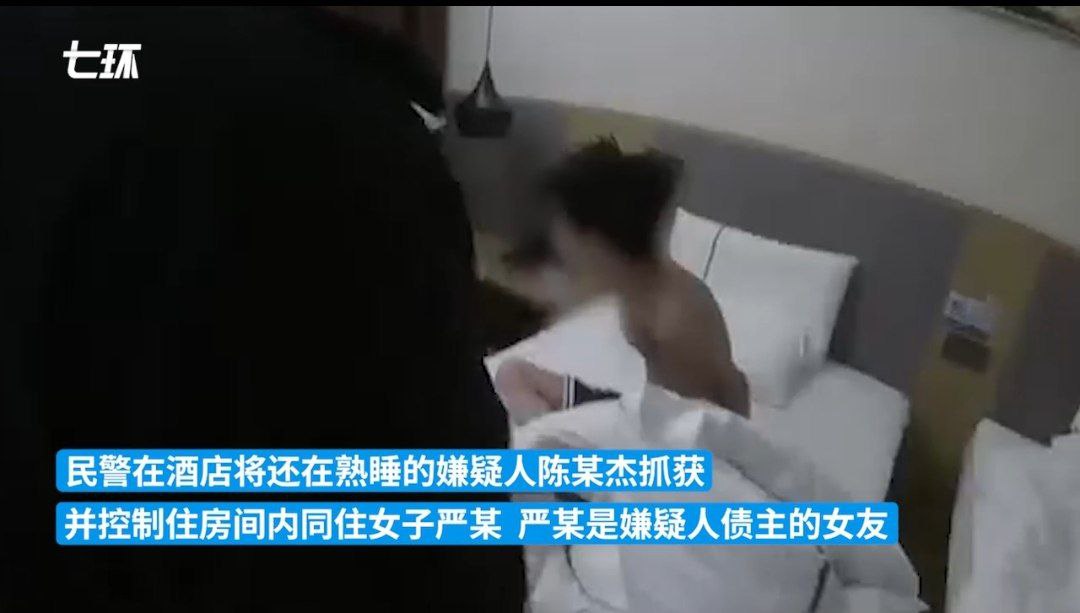 七环
民警在酒店将还在熟睡的嫌疑人陈某杰抓获
并控制住房间内同住女子严某 严某是嫌疑人债主的女友